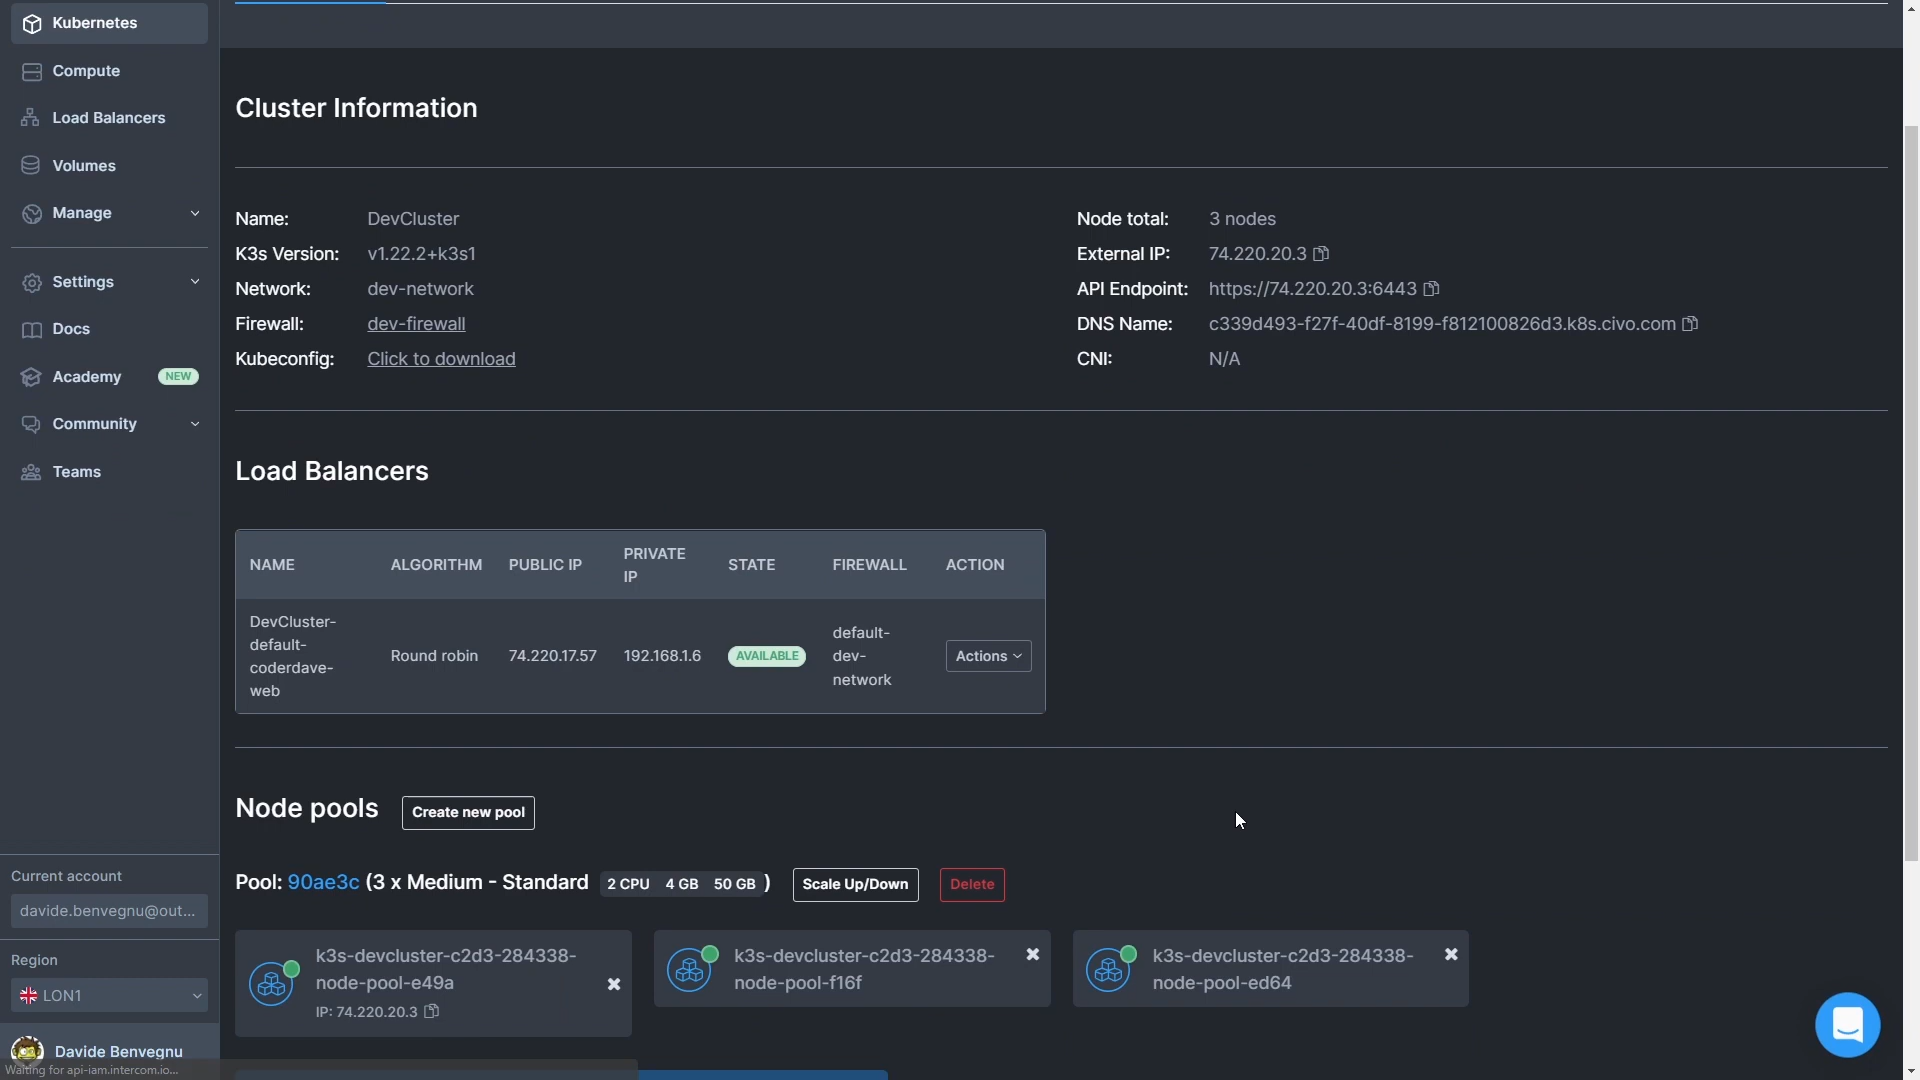 Kubernetes
Compute
Load Balancers
Volumes
Manage
Settings
Docs
Academy NEW
Community
Teams
Current account
davide.benvegnu@out...
Region
LON1
Davide Benvegnu
Waiting for api-iam.intercom.io...
Cluster Information
Name: DevCluster
K3s Version: v1.22.2+k3s1
Network: dev-network
Firewall: dev-firewall
Kubeconfig: Click to download
Node total: 3 nodes
External IP: 74.220.20.3
API Endpoint: https://74.220.20.3:6443
DNS Name: c339d493-f27f-40df-8199-f812100826d3.k8s.civo.com
CNI: N/A
Load Balancers
NAME ALGORITHM PUBLIC IP PRIVATE IP STATE FIREWALL ACTION
DevCluster-
default-
coderdave-
web
Round robin
74.220.17.57
192.168.1.6
AVAILABLE
default-
dev-
network
Actions
Node pools Create new pool
Pool: 90ae3c (3 x Medium - Standard 2 CPU 4 GB 50 GB ) Scale Up/Down Delete
k3s-devcluster-c2d3-284338-
node-pool-e49a
IP: 74.220.20.3
k3s-devcluster-c2d3-284338-
node-pool-f16f
k3s-devcluster-c2d3-284338-
node-pool-ed64